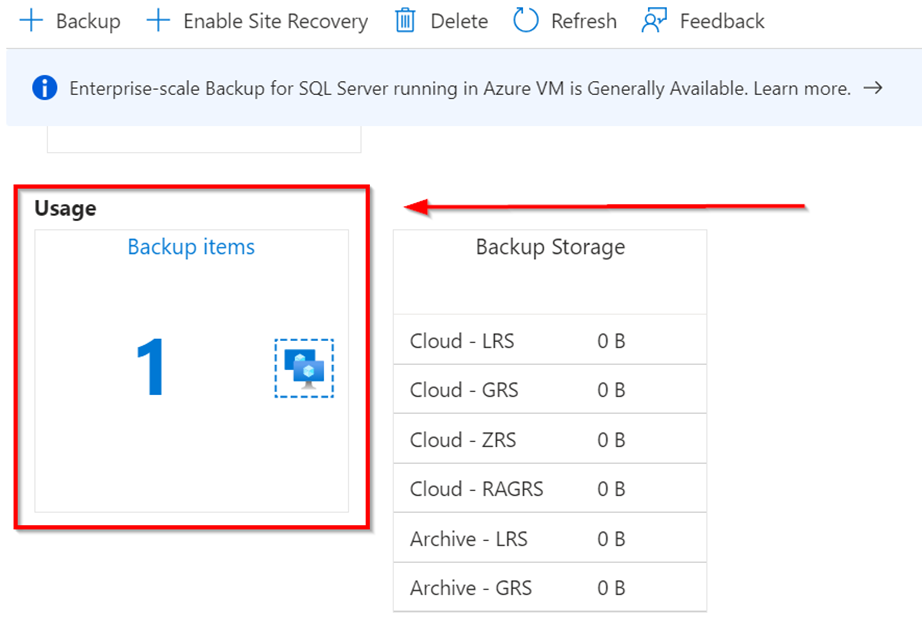 Backup Enable Site Recovery Delete Refresh Feedback
Enterprise-scale Backup for SQL Server running in Azure VM is Generally Available. Learn more. →
Usage
Backup items
1
Backup Storage
Cloud - LRS 0 B
Cloud - GRS 0 B
Cloud - ZRS 0 B
Cloud - RAGRS 0 B
Archive - LRS 0 B
Archive - GRS 0 B